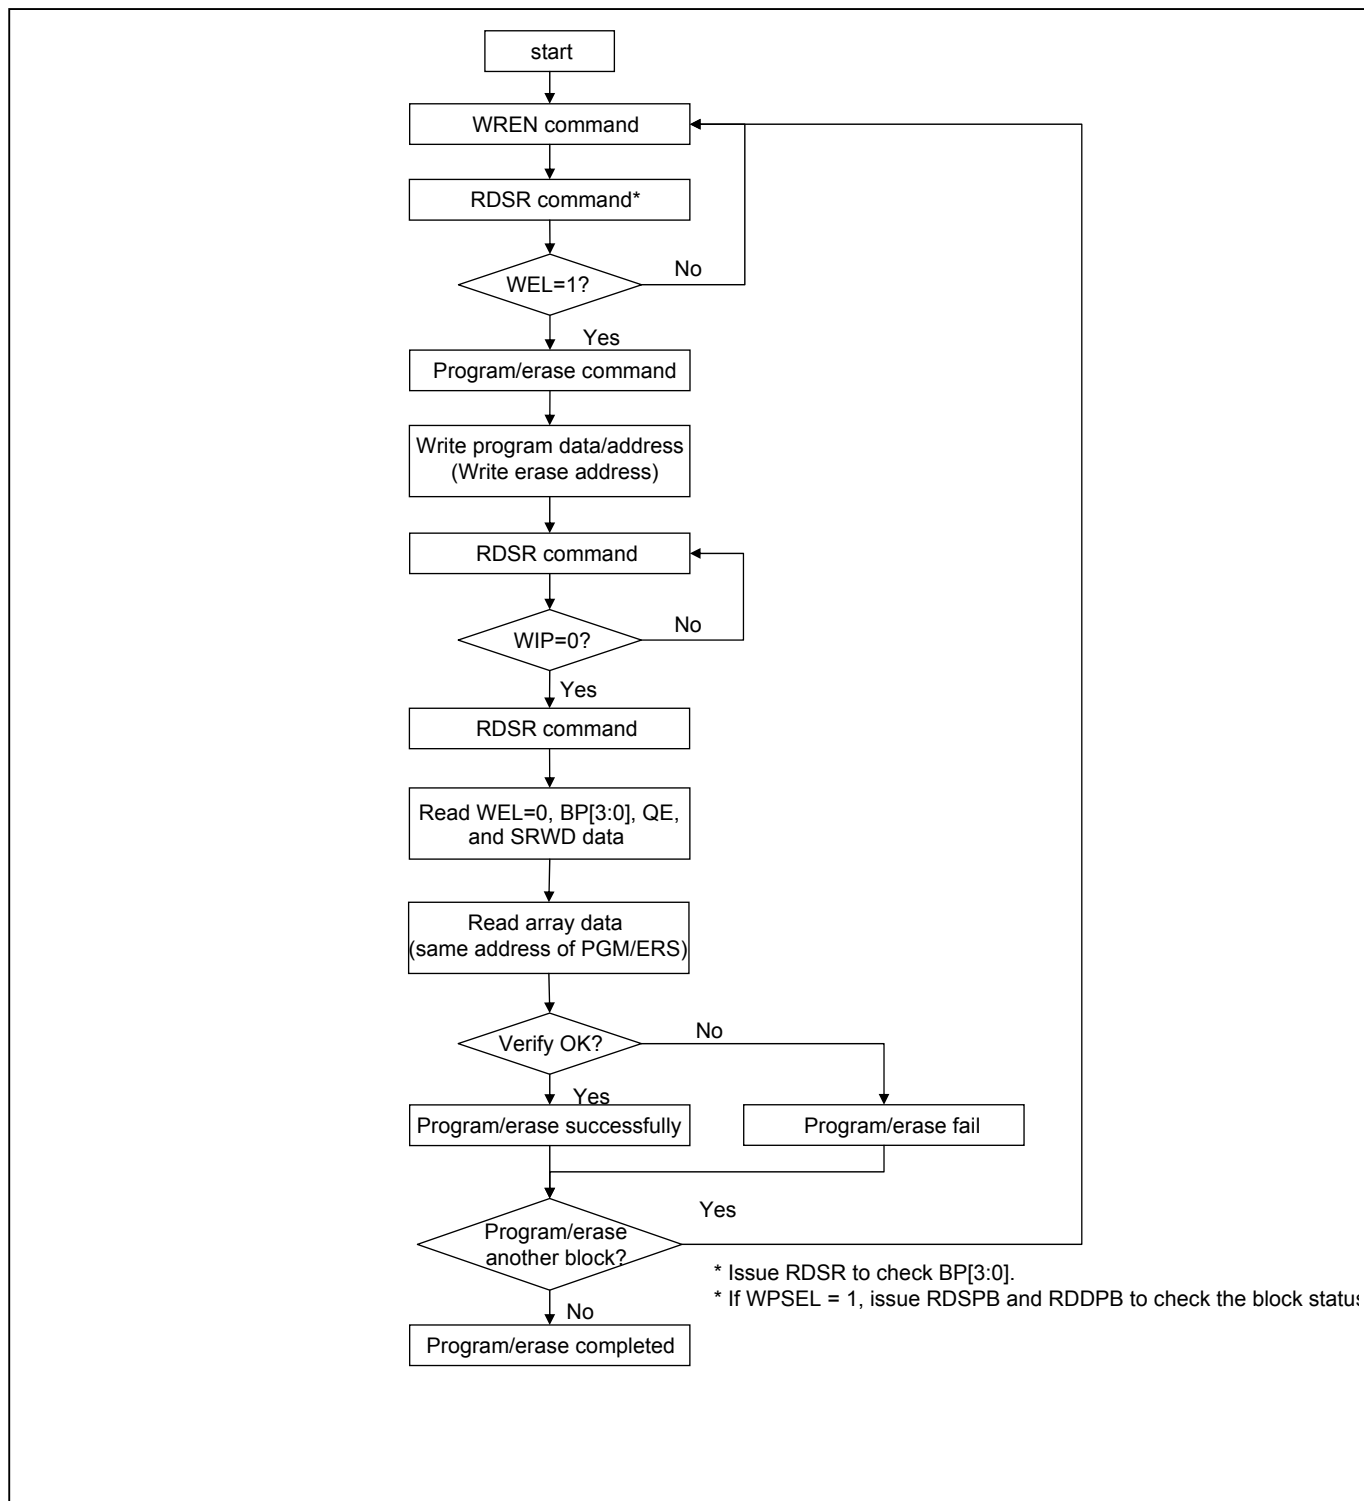 start
WREN command
RDSR command*
WEL=1?
No
Yes
Program/erase command
Write program data/address
(Write erase address)
RDSR command
WIP=0?
No
Yes
RDSR command
Read WEL=0, BP[3:0], QE,
and SRWD data
Read array data
(same address of PGM/ERS)
Verify OK?
No
Yes
Program/erase successfully
Program/erase fail
Yes
Program/erase
another block?
* Issue RDSR to check BP[3:0].
* If WPSEL = 1, issue RDSPB and RDDPB to check the block status
No
Program/erase completed